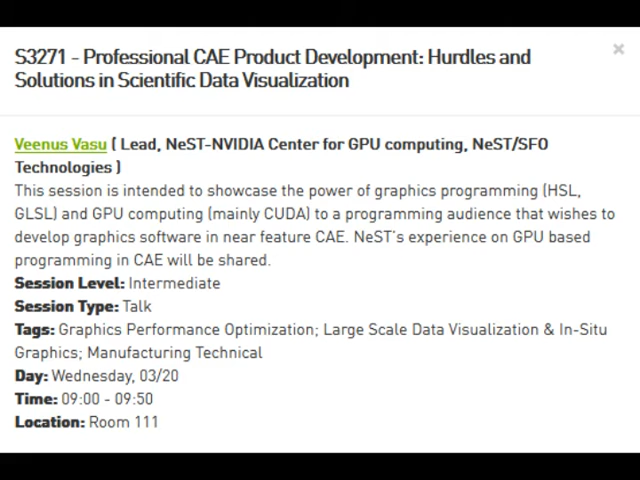 S3271 - Professional CAE Product Development: Hurdles and
Solutions in Scientific Data Visualization
Veenus Vasu ( Lead, NeST-NVIDIA Center for GPU computing, NeST/SFO
Technologies )
This session is intended to showcase the power of graphics programming (HSL,
GLSL) and GPU computing (mainly CUDA) to a programming audience that wishes to
develop graphics software in near feature CAE. NeST's experience on GPU based
programming in CAE will be shared.
Session Level: Intermediate
Session Type: Talk
Tags: Graphics Performance Optimization; Large Scale Data Visualization & In-Situ
Graphics; Manufacturing Technical
Day: Wednesday, 03/20
Time: 09:00 - 09:50
Location: Room 111